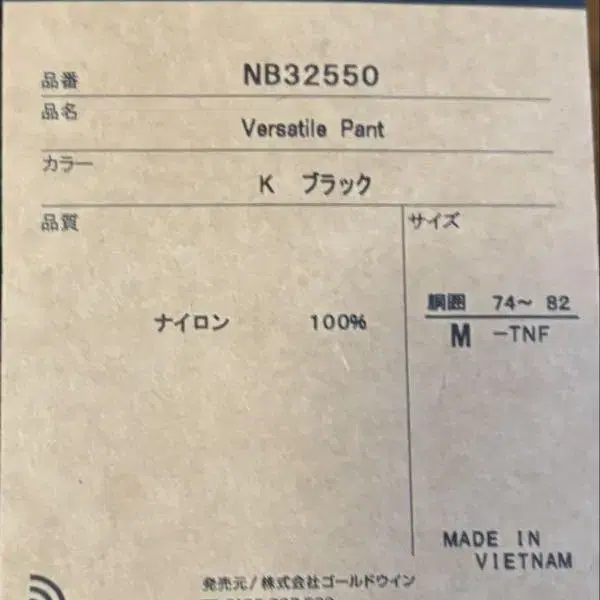 品番 NB32550
品名 Versatile Pant
カラー K ブラック
品質 サイズ
ナイロン 100%
胴囲 74～ 82
M -TNF
MADE IN
VIETNAM
発売元/株式会社ゴールドウイン